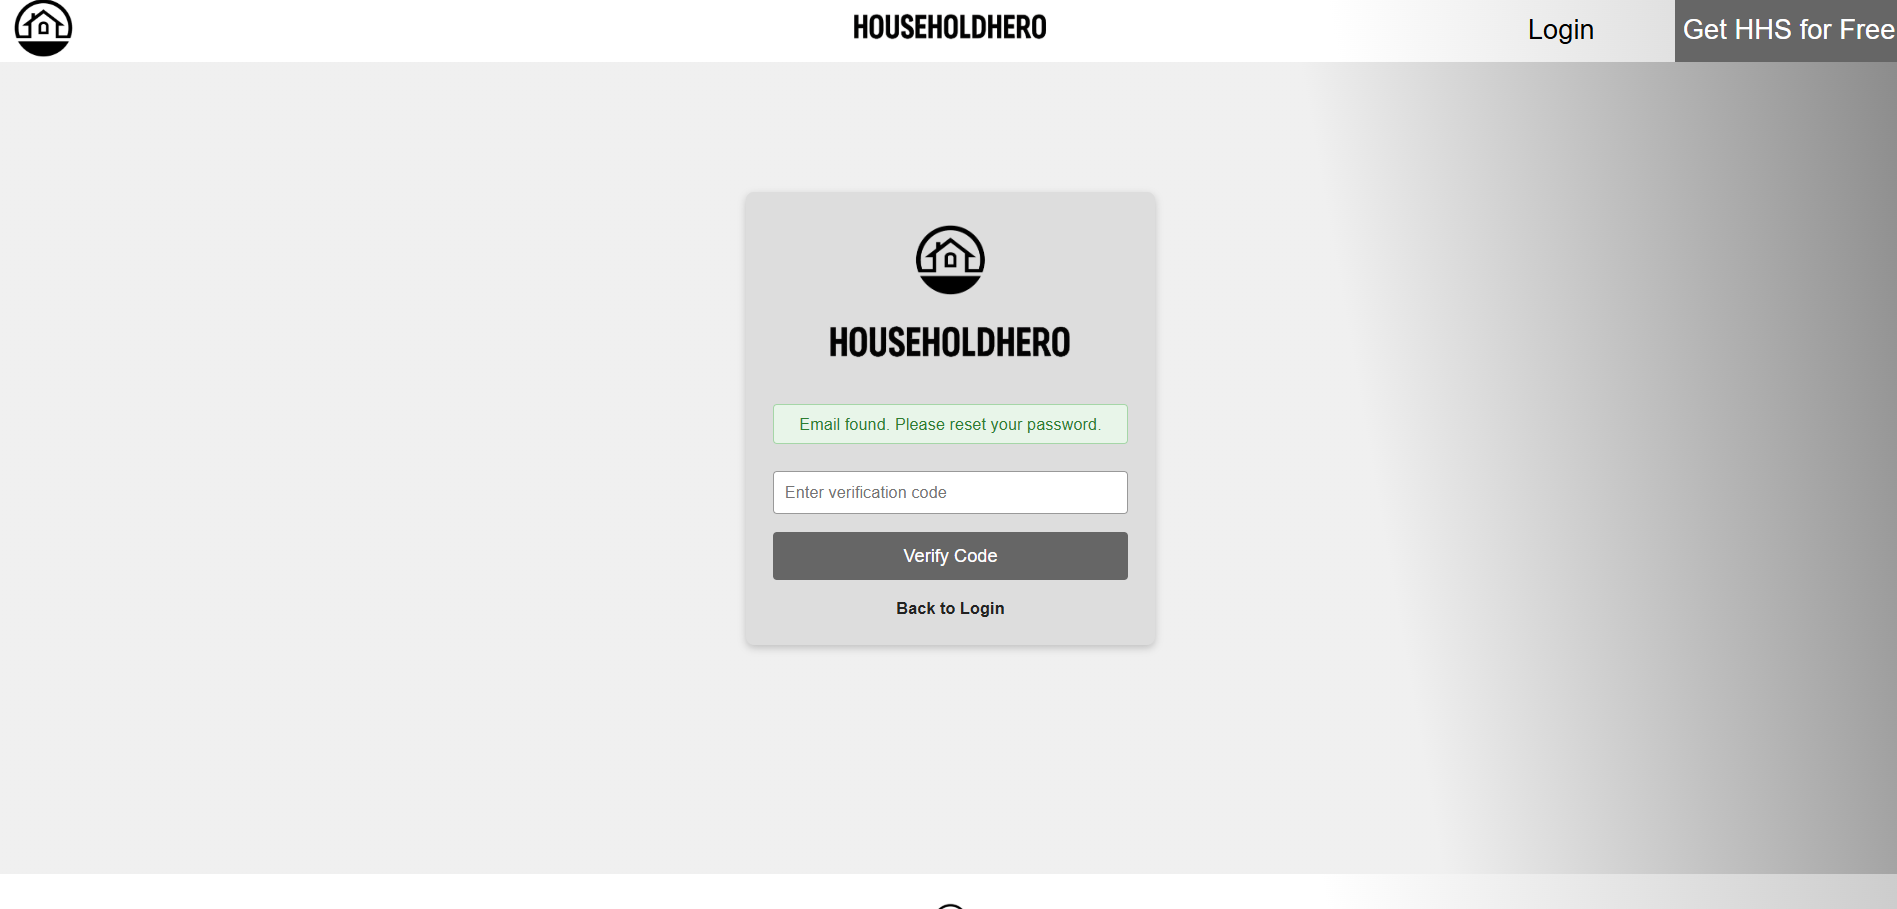 HOUSEHOLDHERO
Login
Get HHS for Free
HOUSEHOLDHERO
Email found. Please reset your password.
Enter verification code
Verify Code
Back to Login